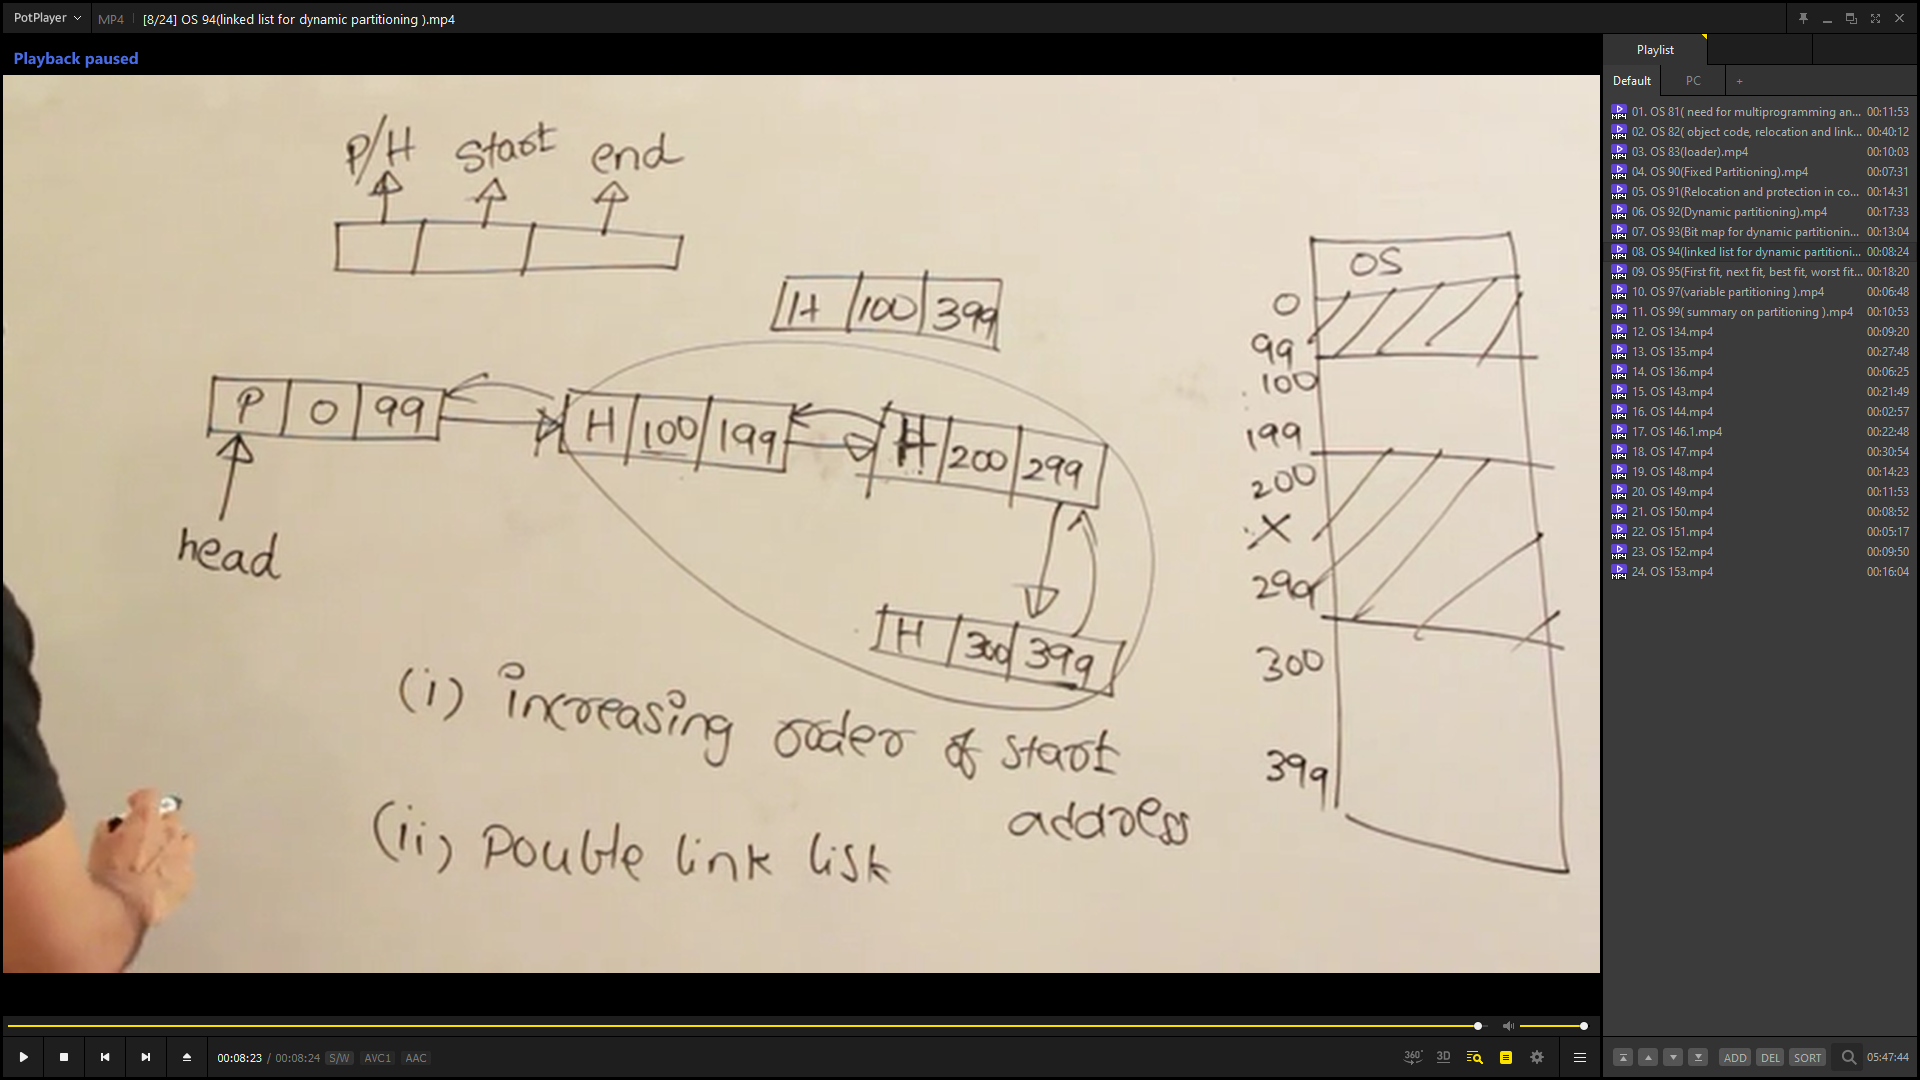 PotPlayer
MP4
[8/24] OS 94(linked list for dynamic partitioning ).mp4
Playback paused
P/H start end
H 100 399
P 0 99
H 100 199
H 200 299
H 300 399
head
(i) increasing order of start
address
(ii) Double link list
OS
0
99
100
199
200
X
299
300
399
Playlist
Default PC +
01. OS 81( need for multiprogramming an... 00:11:53
02. OS 82( object code, relocation and link... 00:40:12
03. OS 83(loader).mp4 00:10:03
04. OS 90(Fixed Partitioning).mp4 00:07:31
05. OS 91(Relocation and protection in co... 00:14:31
06. OS 92(Dynamic partitioning).mp4 00:17:33
07. OS 93(Bit map for dynamic partitionin... 00:13:04
08. OS 94(linked list for dynamic partitioni... 00:08:24
09. OS 95(First fit, next fit, best fit, worst fit... 00:18:20
10. OS 97(variable partitioning ).mp4 00:06:48
11. OS 99( summary on partitioning ).mp4 00:10:53
12. OS 134.mp4 00:09:20
13. OS 135.mp4 00:27:48
14. OS 136.mp4 00:06:25
15. OS 143.mp4 00:21:49
16. OS 144.mp4 00:02:57
17. OS 146.1.mp4 00:22:48
18. OS 147.mp4 00:30:54
19. OS 148.mp4 00:14:23
20. OS 149.mp4 00:11:53
21. OS 150.mp4 00:08:52
22. OS 151.mp4 00:05:17
23. OS 152.mp4 00:09:50
24. OS 153.mp4 00:16:04
00:08:23 / 00:08:24 S/W AVC1 AAC
360° 3D
ADD DEL SORT 05:47:44